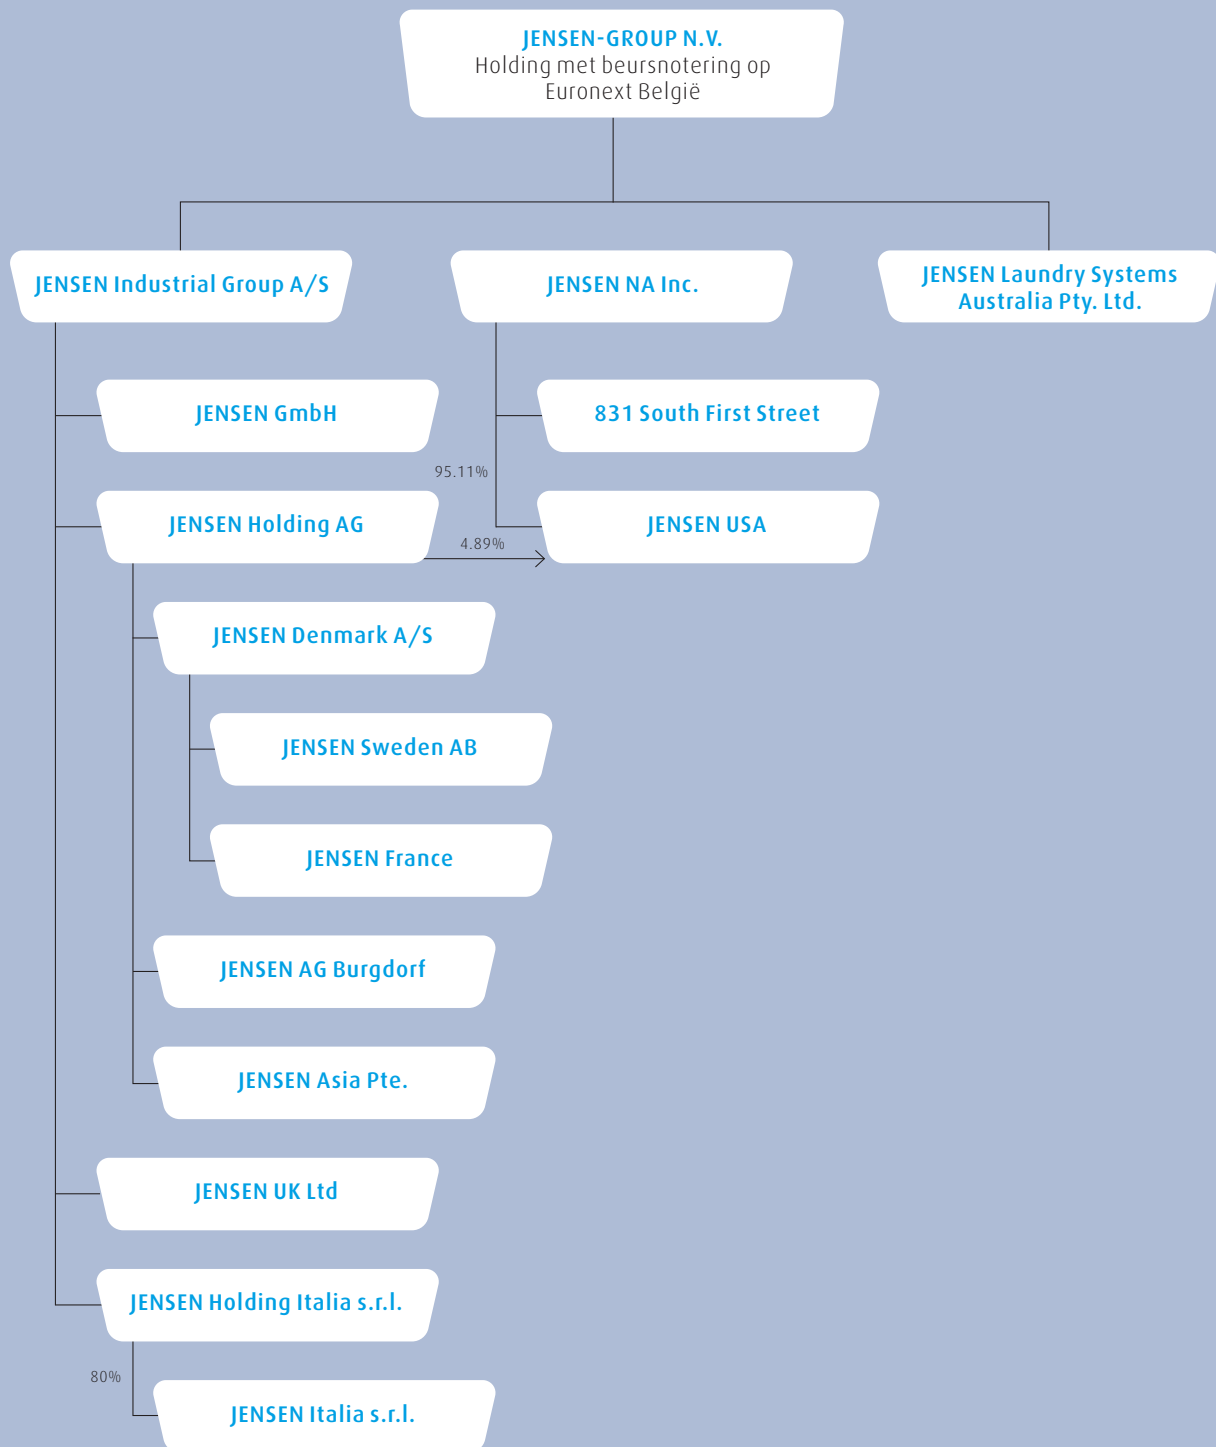 JENSEN-GROUP N.V.
Holding met beursnotering op
Euronext België
JENSEN Industrial Group A/S
JENSEN NA Inc.
JENSEN Laundry Systems
Australia Pty. Ltd.
JENSEN GmbH
831 South First Street
95.11%
JENSEN Holding AG
JENSEN USA
4.89%
JENSEN Denmark A/S
JENSEN Sweden AB
JENSEN France
JENSEN AG Burgdorf
JENSEN Asia Pte.
JENSEN UK Ltd
JENSEN Holding Italia s.r.l.
80%
JENSEN Italia s.r.l.